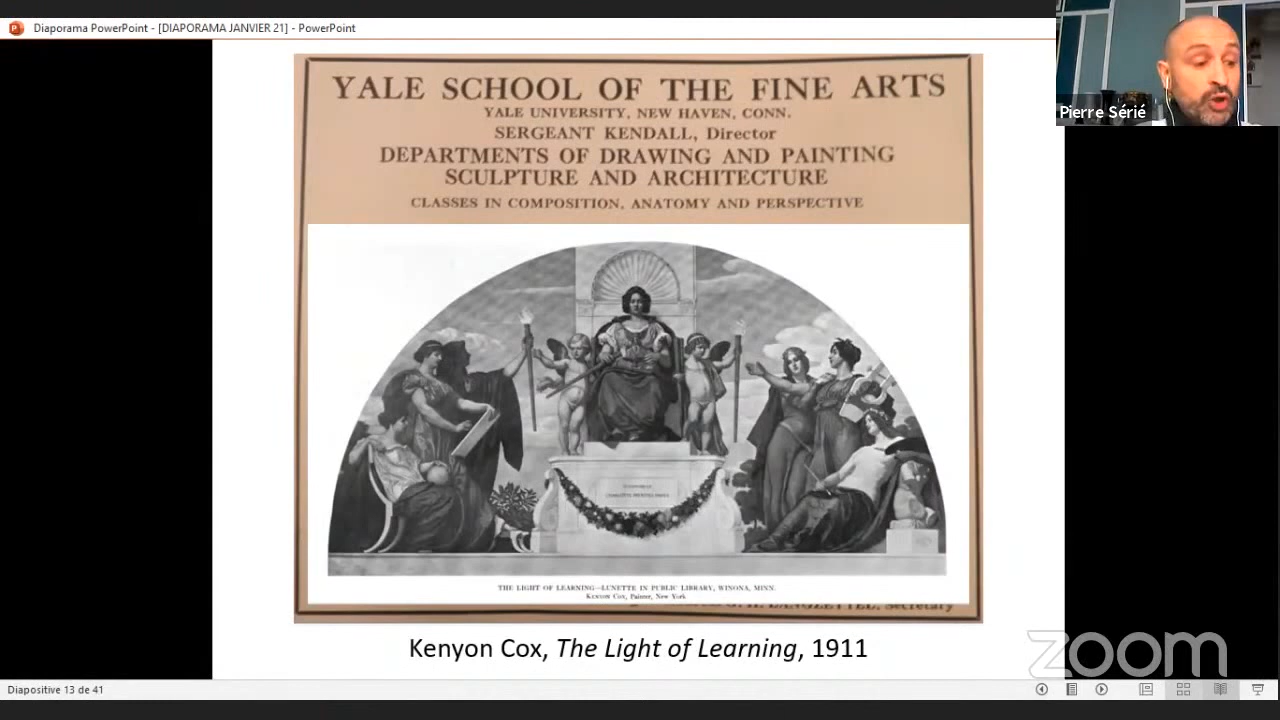 Diaporama PowerPoint - [DIAPORAMA JANVIER 21] - PowerPoint
Pierre Sérié
YALE SCHOOL OF THE FINE ARTS
YALE UNIVERSITY, NEW HAVEN, CONN.
SERGEANT KENDALL, Director
DEPARTMENTS OF DRAWING AND PAINTING
SCULPTURE AND ARCHITECTURE
CLASSES IN COMPOSITION, ANATOMY AND PERSPECTIVE
THE LIGHT OF LEARNING—LUNETTE IN PUBLIC LIBRARY, WINONA, MINN.
KENYON COX, Painter, New York
LANGZETTEL, Secretary
Kenyon Cox, The Light of Learning, 1911
zoom
Diapositive 13 de 41